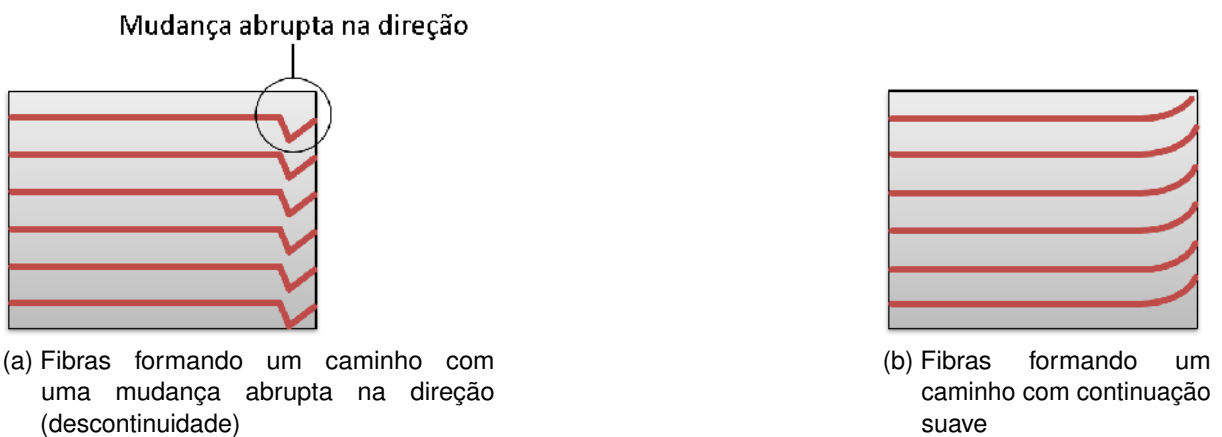 Mudança abrupta na direção
(a) Fibras formando um caminho com
uma mudança abrupta na direção
(descontinuidade)
(b) Fibras formando um
caminho com continuação
suave